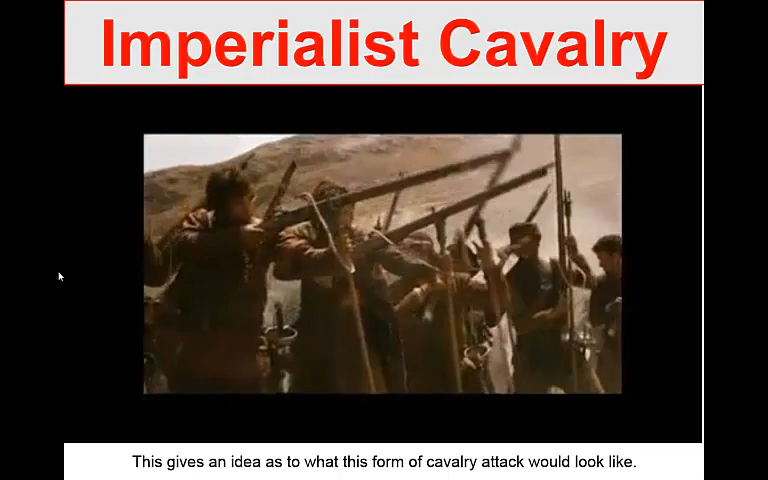 Imperialist Cavalry
This gives an idea as to what this form of cavalry attack would look like.